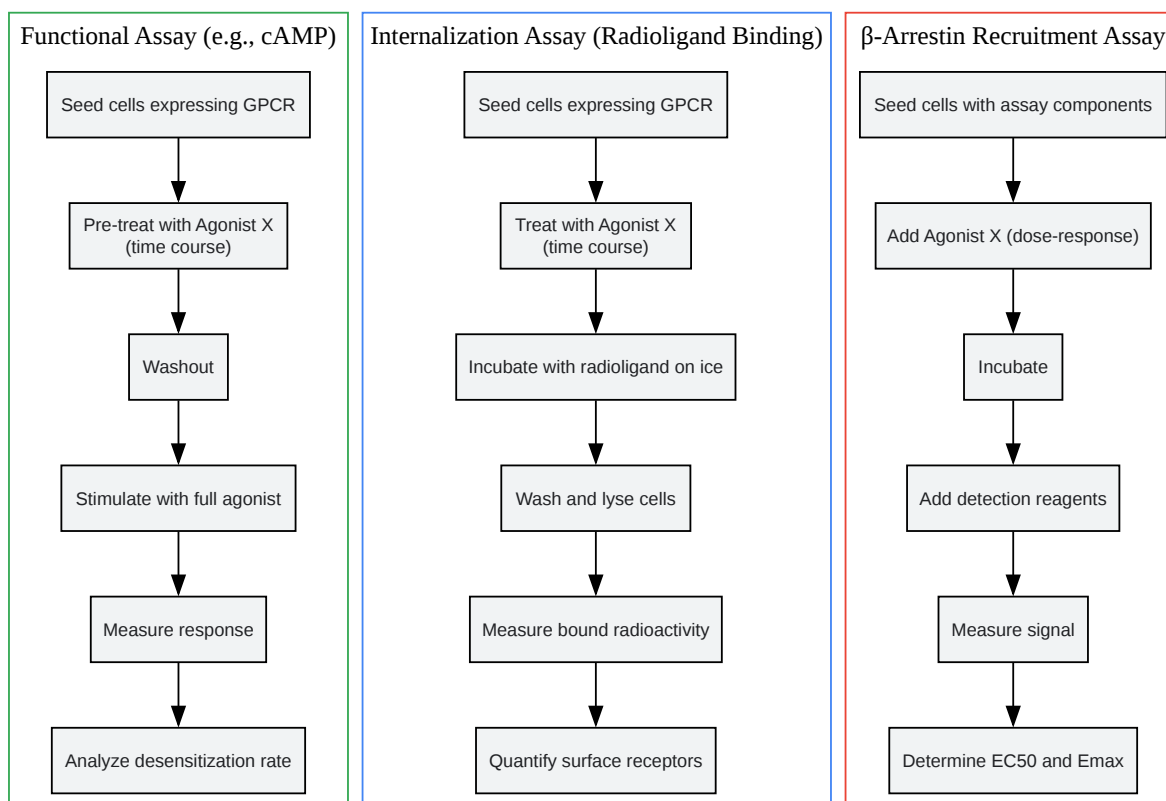 Functional Assay (e.g., cAMP)
Seed cells expressing GPCR
Pre-treat with Agonist X
(time course)
Washout
Stimulate with full agonist
Measure response
Analyze desensitization rate
Internalization Assay (Radioligand Binding)
Seed cells expressing GPCR
Treat with Agonist X
(time course)
Incubate with radioligand on ice
Wash and lyse cells
Measure bound radioactivity
Quantify surface receptors
β-Arrestin Recruitment Assay
Seed cells with assay components
Add Agonist X (dose-response)
Incubate
Add detection reagents
Measure signal
Determine EC50 and Emax